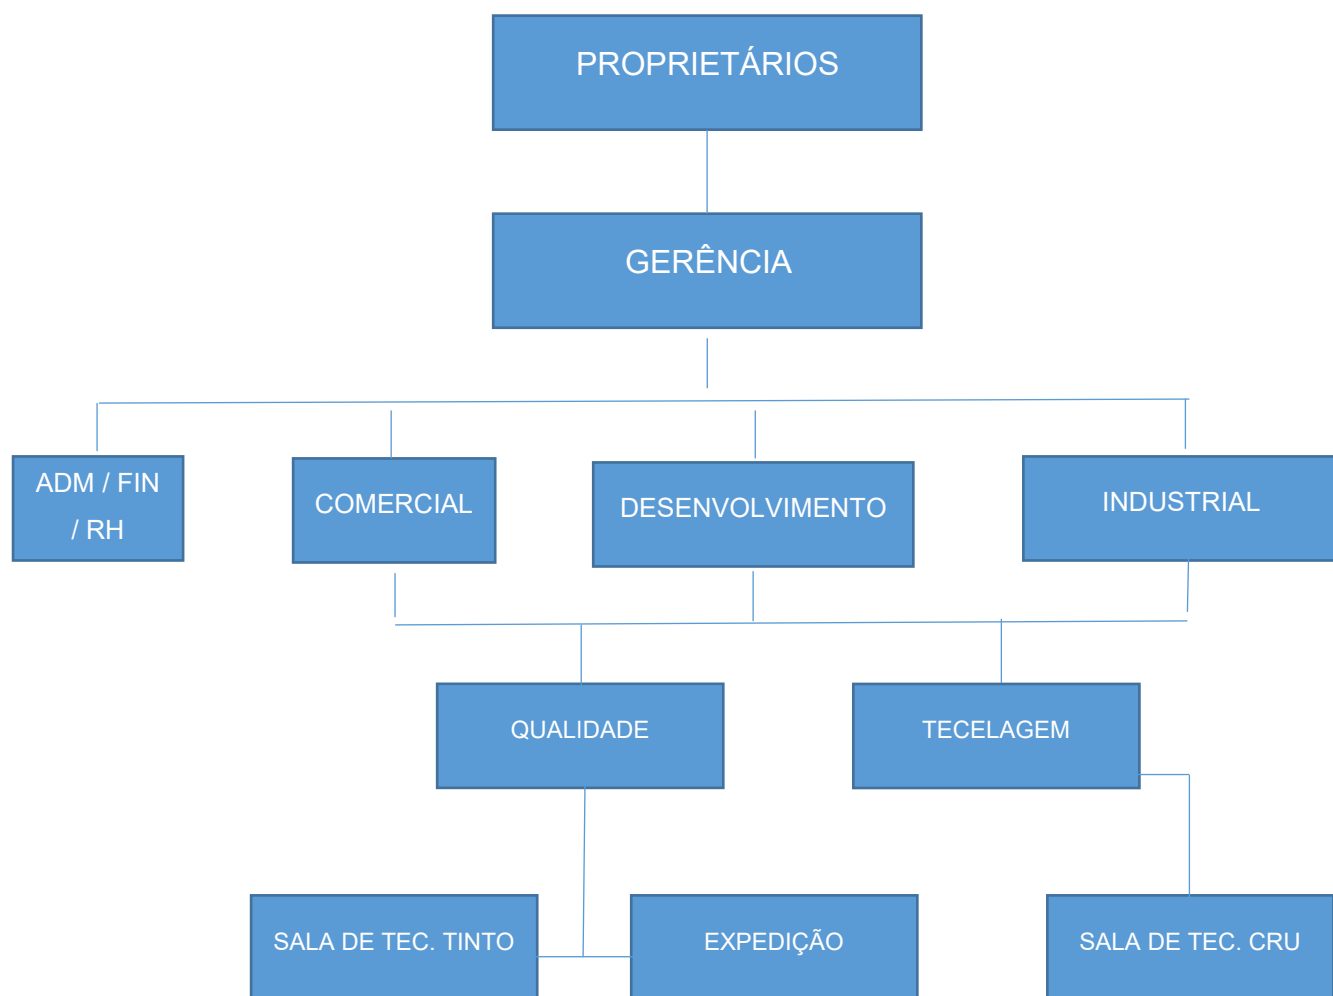 PROPRIETÁRIOS
GERÊNCIA
ADM / FIN
/ RH
COMERCIAL
DESENVOLVIMENTO
INDUSTRIAL
QUALIDADE
TECELAGEM
SALA DE TEC. TINTO
EXPEDIÇÃO
SALA DE TEC. CRU